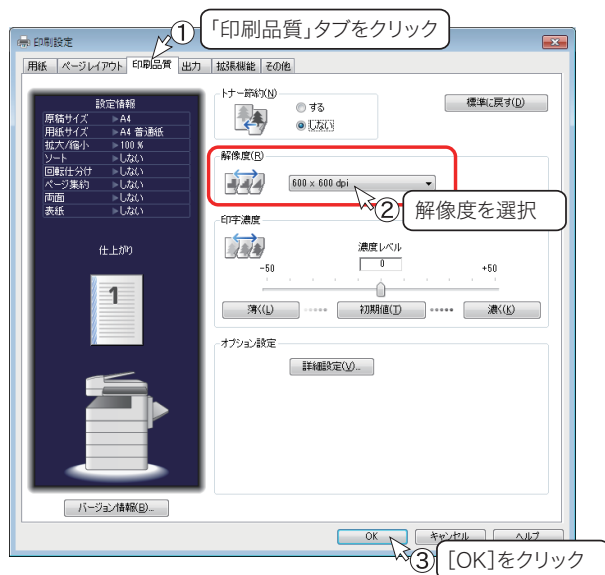 ① 「印刷品質」タブをクリック
印刷設定
用紙 ページレイアウト 印刷品質 出力 拡張機能 その他
設定情報
原稿サイズ ▶A4
用紙サイズ ▶A4 普通紙
拡大/縮小 ▶100 %
ソート ▶しない
回転仕分け ▶しない
ページ集約 ▶しない
両面 ▶しない
表紙 ▶しない
仕上がり
1
バージョン情報(B)...
トナー節約(N)
する
しない
標準に戻す(D)
解像度(R)
600 x 600 dpi
② 解像度を選択
印字濃度
濃度レベル
-50 0 +50
薄く(L) 初期値(T) 濃く(K)
オプション設定
詳細設定(V)...
OK キャンセル ヘルプ
③ [OK]をクリック